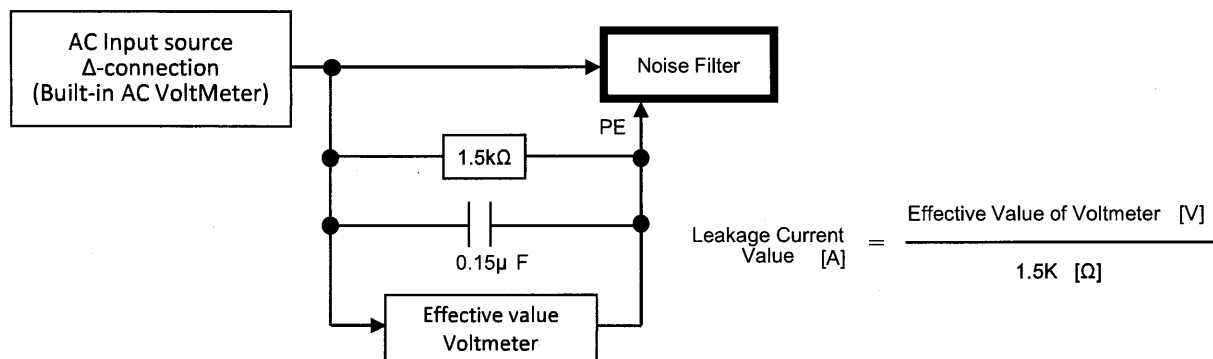 AC Input source
Δ-connection
(Built-in AC VoltMeter)
Noise Filter
PE
1.5kΩ
0.15μ F
Effective value
Voltmeter
Leakage Current
Value [A]
=
Effective Value of Voltmeter [V]
1.5K [Ω]